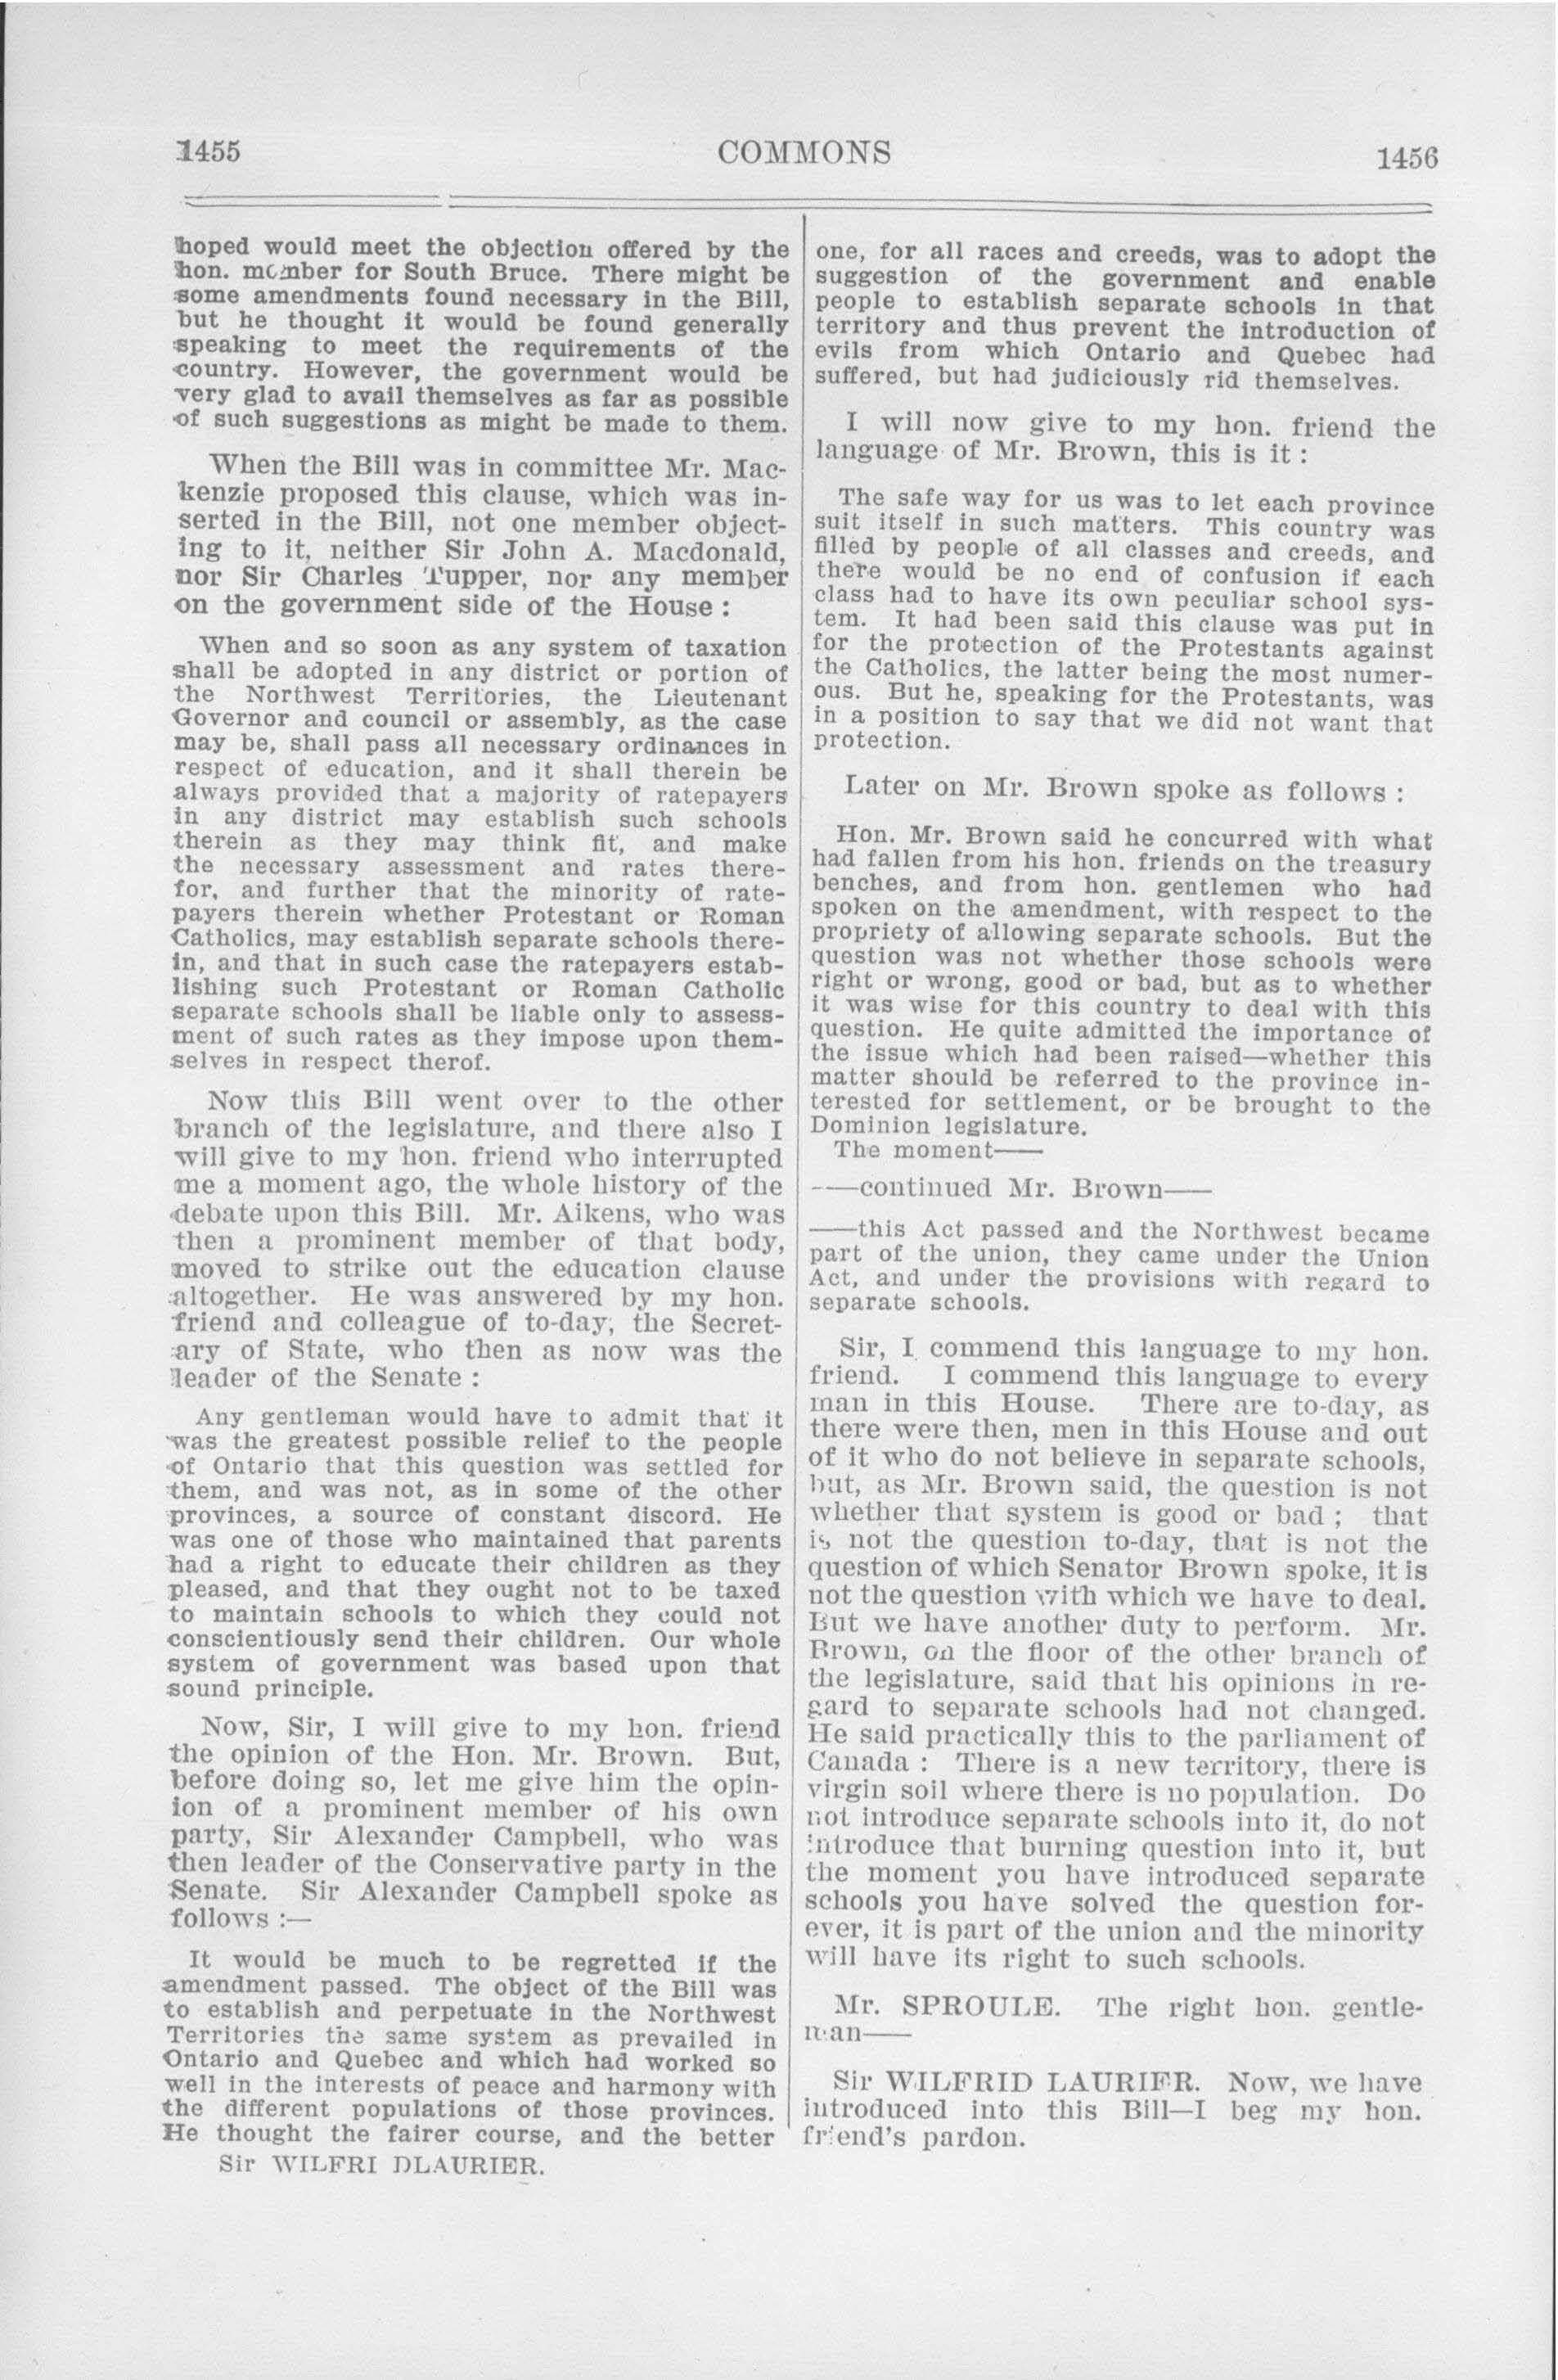 1455
COMMONS
1456
hoped would meet the objection offered by the
hon. member for South Bruce. There might be
some amendments found necessary in the Bill,
but he thought it would be found generally
speaking to meet the requirements of the
country. However, the government would be
very glad to avail themselves as far as possible
of such suggestions as might be made to them.
When the Bill was in committee Mr. Mac-
kenzie proposed this clause, which was in-
serted in the Bill, not one member object-
ing to it, neither Sir John A. Macdonald,
nor Sir Charles Tupper, nor any member
on the government side of the House :
When and so soon as any system of taxation
shall be adopted in any district or portion of
the Northwest Territories, the Lieutenant
Governor and council or assembly, as the case
may be, shall pass all necessary ordinances in
respect of education, and it shall therein be
always provided that a majority of ratepayers
in any district may establish such schools
therein as they may think fit, and make
the necessary assessment and rates there-
for, and further that the minority of rate-
payers therein whether Protestant or Roman
Catholics, may establish separate schools there-
in, and that in such case the ratepayers estab-
lishing such Protestant or Roman Catholic
separate schools shall be liable only to assess-
ment of such rates as they impose upon them-
selves in respect therof.
Now this Bill went over to the other
branch of the legislature, and there also I
will give to my hon. friend who interrupted
me a moment ago, the whole history of the
debate upon this Bill. Mr. Aikens, who was
then a prominent member of that body,
moved to strike out the education clause
altogether. He was answered by my hon.
friend and colleague of to-day, the Secret-
ary of State, who then as now was the
leader of the Senate :
Any gentleman would have to admit that it
was the greatest possible relief to the people
of Ontario that this question was settled for
them, and was not, as in some of the other
provinces, a source of constant discord. He
was one of those who maintained that parents
had a right to educate their children as they
pleased, and that they ought not to be taxed
to maintain schools to which they could not
conscientiously send their children. Our whole
system of government was based upon that
sound principle.
Now, Sir, I will give to my hon. friend
the opinion of the Hon. Mr. Brown. But,
before doing so, let me give him the opin-
ion of a prominent member of his own
party, Sir Alexander Campbell, who was
then leader of the Conservative party in the
Senate. Sir Alexander Campbell spoke as
follows :—
It would be much to be regretted if the
amendment passed. The object of the Bill was
to establish and perpetuate in the Northwest
Territories the same system as prevailed in
Ontario and Quebec and which had worked so
well in the interests of peace and harmony with
the different populations of those provinces.
He thought the fairer course, and the better
Sir WILFRI DLAURIER.
one, for all races and creeds, was to adopt the
suggestion of the government and enable
people to establish separate schools in that
territory and thus prevent the introduction of
evils from which Ontario and Quebec had
suffered, but had judiciously rid themselves.
I will now give to my hon. friend the
language of Mr. Brown, this is it :
The safe way for us was to let each province
suit itself in such matters. This country was
filled by people of all classes and creeds, and
there would be no end of confusion if each
class had to have its own peculiar school sys-
tem. It had been said this clause was put in
for the protection of the Protestants against
the Catholics, the latter being the most numer-
ous. But he, speaking for the Protestants, was
in a position to say that we did not want that
protection.
Later on Mr. Brown spoke as follows :
Hon. Mr. Brown said he concurred with what
had fallen from his hon. friends on the treasury
benches, and from hon. gentlemen who had
spoken on the amendment, with respect to the
propriety of allowing separate schools. But the
question was not whether those schools were
right or wrong, good or bad, but as to whether
it was wise for this country to deal with this
question. He quite admitted the importance of
the issue which had been raised—whether this
matter should be referred to the province in-
terested for settlement, or be brought to the
Dominion legislature.
The moment——
——continued Mr. Brown——
——this Act passed and the Northwest became
part of the union, they came under the Union
Act, and under the provisions with regard to
separate schools.
Sir, I commend this language to my hon.
friend. I commend this language to every
man in this House. There are to-day, as
there were then, men in this House and out
of it who do not believe in separate schools,
but, as Mr. Brown said, the question is not
whether that system is good or bad ; that
is not the question to-day, that is not the
question of which Senator Brown spoke, it is
not the question with which we have to deal.
But we have another duty to perform. Mr.
Brown, on the floor of the other branch of
the legislature, said that his opinions in re-
gard to separate schools had not changed.
He said practically this to the parliament of
Canada : There is a new territory, there is
virgin soil where there is no population. Do
not introduce separate schools into it, do not
introduce that burning question into it, but
the moment you have introduced separate
schools you have solved the question for-
ever, it is part of the union and the minority
will have its right to such schools.
Mr. SPROULE. The right hon. gentle-
man——
Sir WILFRID LAURIER. Now, we have
introduced into this Bill—I beg my hon.
friend's pardon.